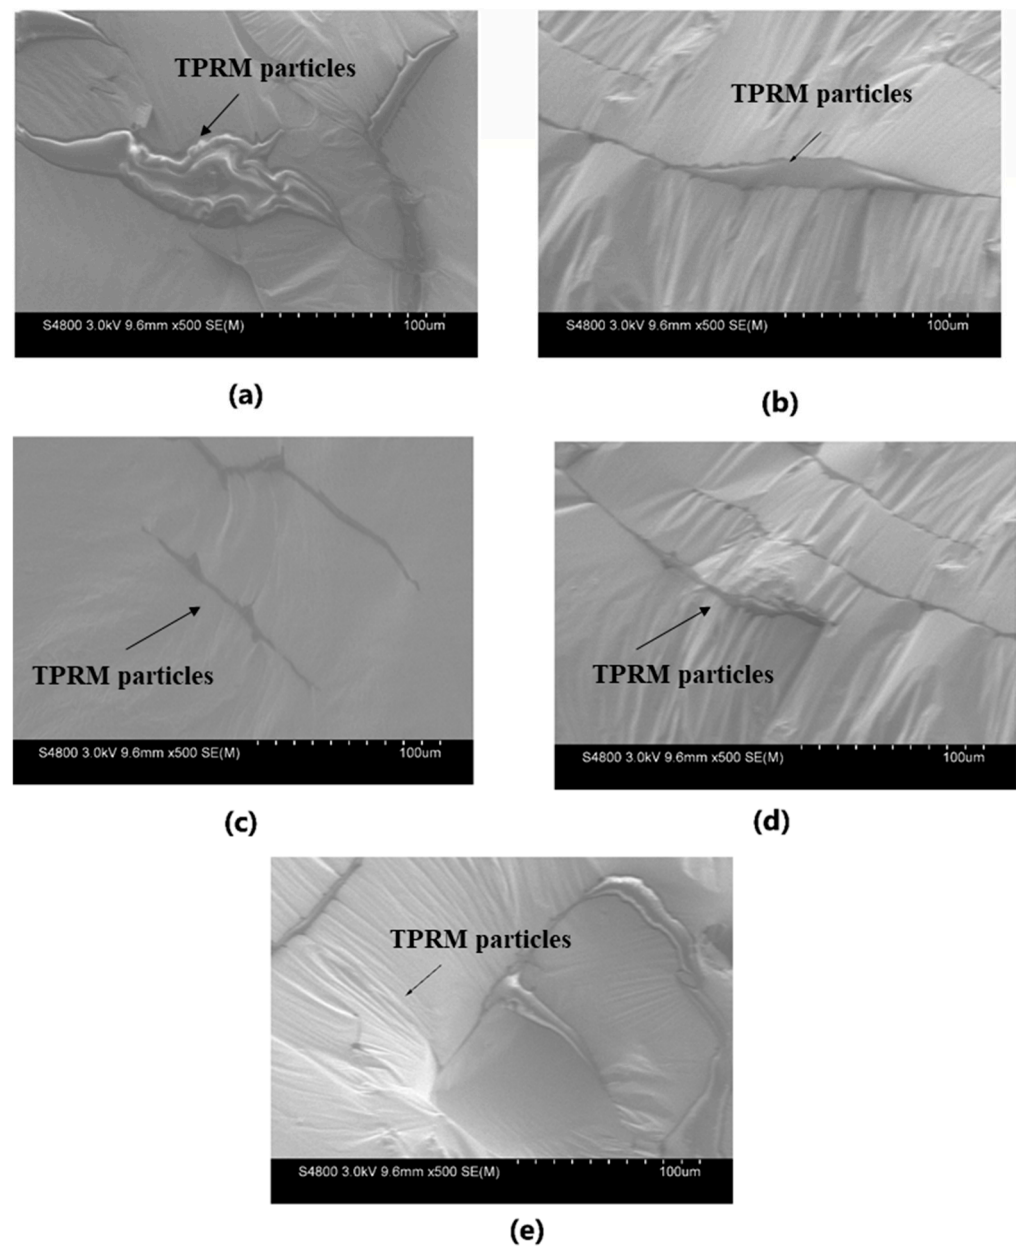 TPRM particles
TPRM particles
S4800 3.0kV 9.6mm x500 SE(M) 100um
S4800 3.0kV 9.6mm x500 SE(M) 100um
(a)
(b)
TPRM particles
TPRM particles
S4800 3.0kV 9.6mm x500 SE(M) 100um
S4800 3.0kV 9.6mm x500 SE(M) 100um
(c)
(d)
TPRM particles
S4800 3.0kV 9.6mm x500 SE(M) 100um
(e)